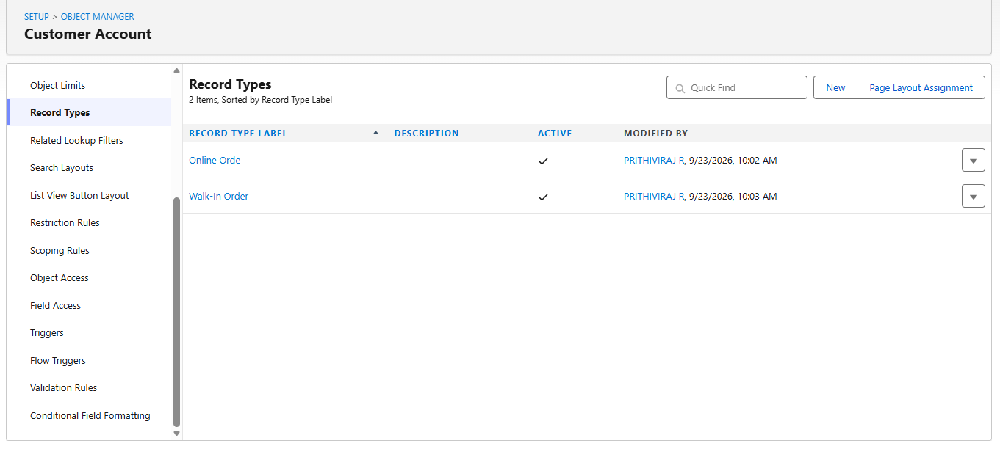 SETUP > OBJECT MANAGER
Customer Account
Object Limits
Record Types
Related Lookup Filters
Search Layouts
List View Button Layout
Restriction Rules
Scoping Rules
Object Access
Field Access
Triggers
Flow Triggers
Validation Rules
Conditional Field Formatting
Record Types
2 Items, Sorted by Record Type Label
Quick Find
New
Page Layout Assignment
RECORD TYPE LABEL DESCRIPTION ACTIVE MODIFIED BY
Online Orde PRITHIVIRAJ R, 9/23/2026, 10:02 AM
Walk-In Order PRITHIVIRAJ R, 9/23/2026, 10:03 AM